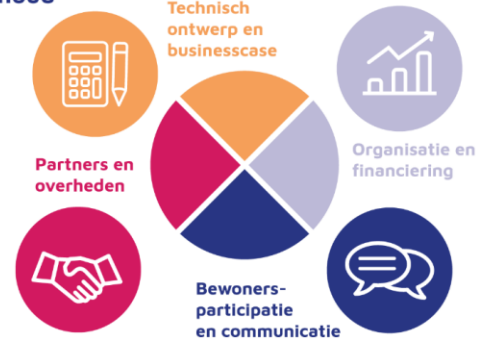 Technisch
ontwerp en
businesscase
Organisatie en
financiering
Partners en
overheden
Bewoners-
participatie
en communicatie